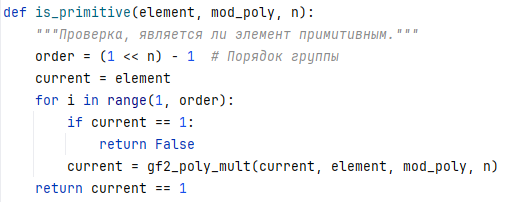 def is_primitive(element, mod_poly, n):
    """Проверка, является ли элемент примитивным."""
    order = (1 << n) - 1  # Порядок группы
    current = element
    for i in range(1, order):
        if current == 1:
            return False
        current = gf2_poly_mult(current, element, mod_poly, n)
    return current == 1